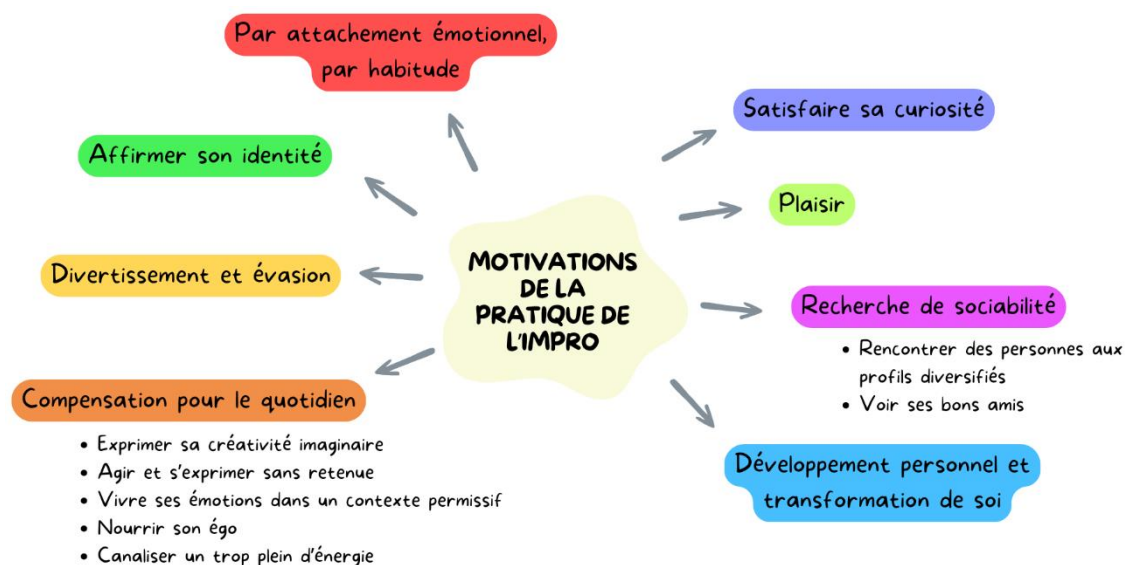 Par attachement émotionnel,
par habitude
Satisfaire sa curiosité
Affirmer son identité
Plaisir
MOTIVATIONS
DE LA
PRATIQUE DE
L'IMPRO
Divertissement et évasion
Recherche de sociabilité
• Rencontrer des personnes aux
profils diversifiés
• Voir ses bons amis
Compensation pour le quotidien
• Exprimer sa créativité imaginaire
• Agir et s'exprimer sans retenue
• Vivre ses émotions dans un contexte permissif
• Nourrir son égo
• Canaliser un trop plein d'énergie
Développement personnel et
transformation de soi